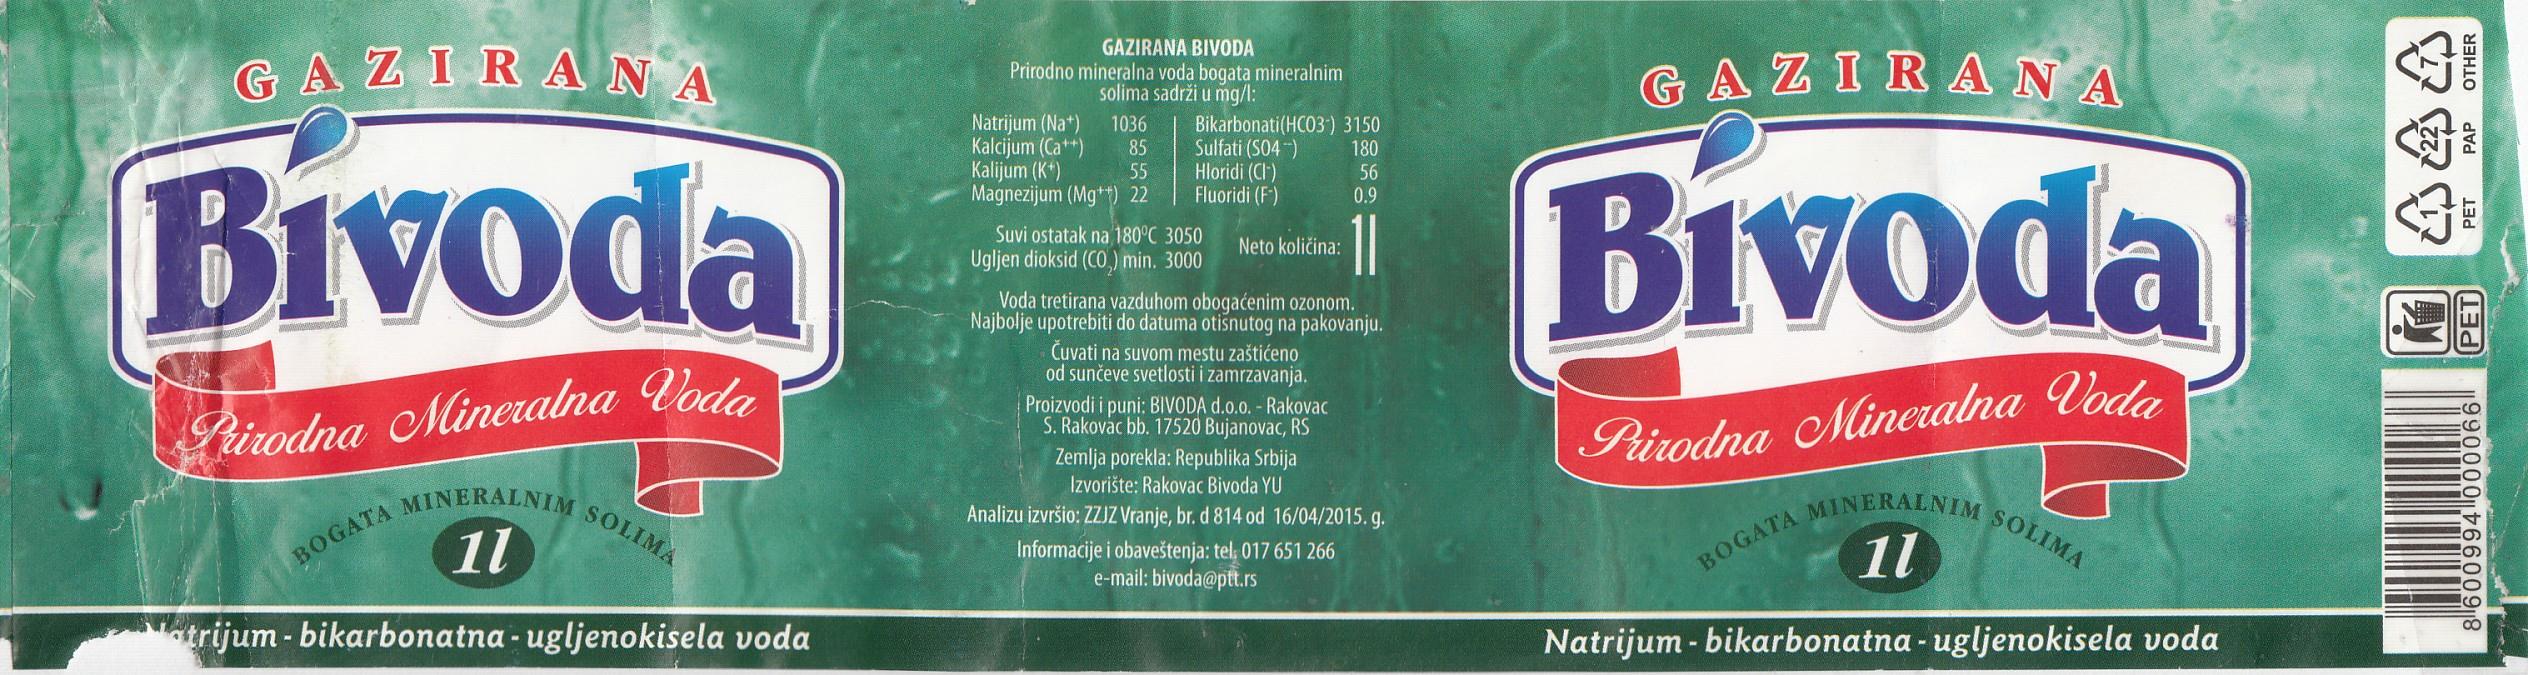 GAZIRANA
Bivoda
Prirodna Mineralna Voda
BOGATA MINERALNIM SOLIMA
1l
Natrijum - bikarbonatna - ugljenokisela voda
GAZIRANA BIVODA
Prirodno mineralna voda bogata mineralnim
solima sadrži u mg/l:
Natrijum (Na⁺) 1036
Kalcijum (Ca⁺⁺) 85
Kalijum (K⁺) 55
Magnezijum (Mg⁺⁺) 22
Bikarbonati(HCO3⁻) 3150
Sulfati (SO4⁻⁻) 180
Hloridi (Cl⁻) 56
Fluoridi (F⁻) 0.9
Suvi ostatak na 180⁰C 3050
Ugljen dioksid (CO₂) min. 3000
Neto količina: 1l
Voda tretirana vazduhom obogaćenim ozonom.
Najbolje upotrebiti do datuma otisnutog na pakovanju.
Čuvati na suvom mestu zaštićeno
od sunčeve svetlosti i zamrzavanja.
Proizvodi i puni: BIVODA d.o.o. - Rakovac
S. Rakovac bb. 17520 Bujanovac, RS
Zemlja porekla: Republika Srbija
Izvorište: Rakovac Bivoda YU
Analizu izvršio: ZZJZ Vranje, br. d 814 od 16/04/2015. g.
Informacije i obaveštenja: tel. 017 651 266
e-mail: bivoda@ptt.rs
GAZIRANA
Bivoda
Prirodna Mineralna Voda
BOGATA MINERALNIM SOLIMA
1l
Natrijum - bikarbonatna - ugljenokisela voda
1 PET
22 PAP
7 OTHER
PET
8600994000066